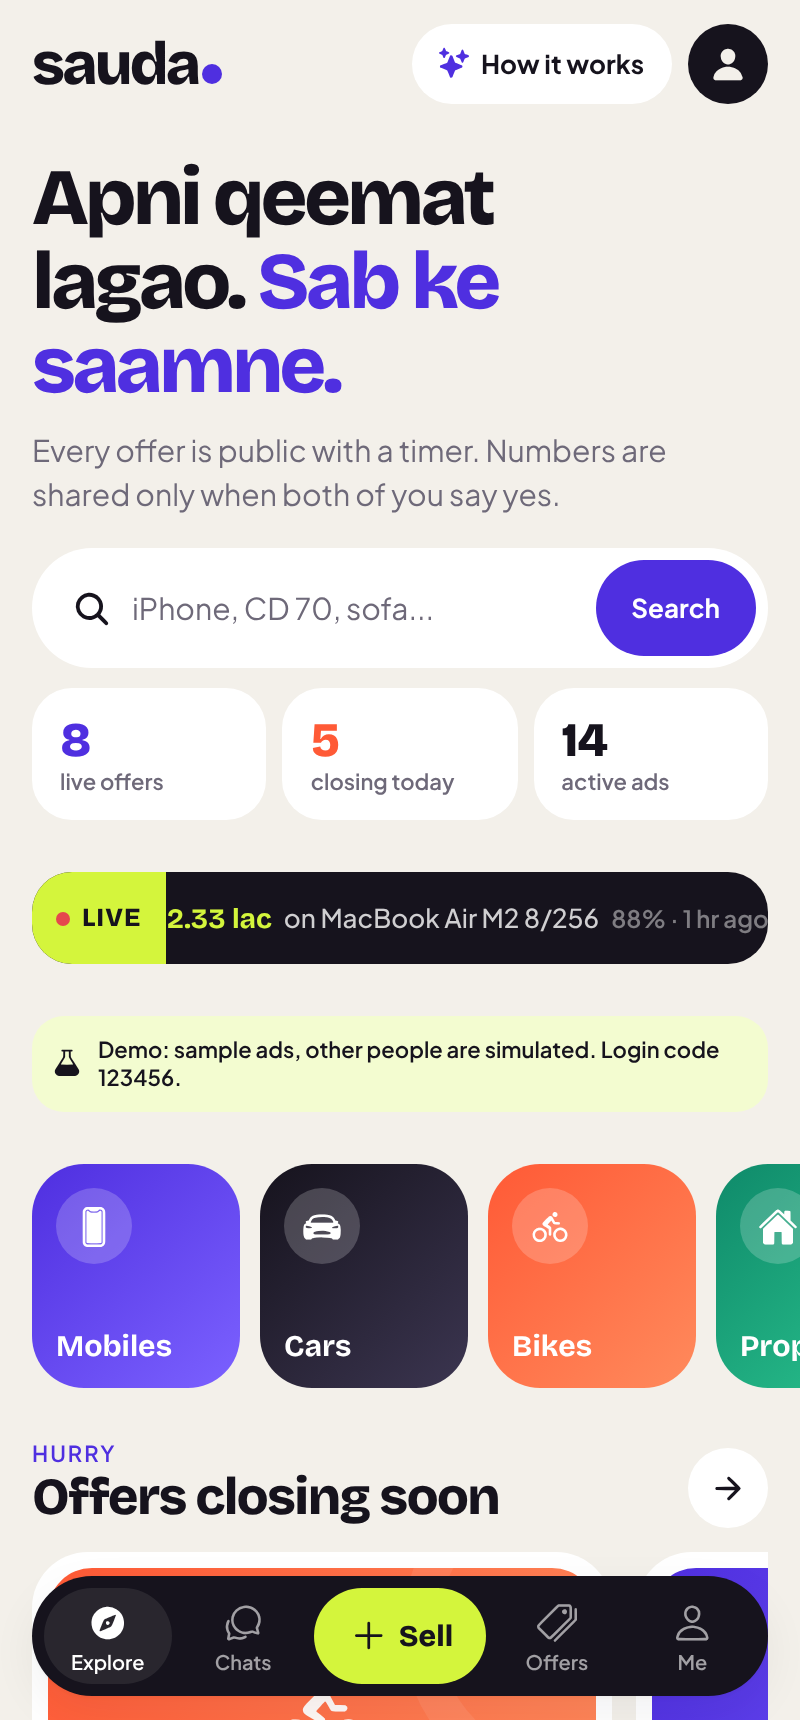 sauda.
How it works
Apni qeemat
lagao. Sab ke
saamne.
Every offer is public with a timer. Numbers are
shared only when both of you say yes.
iPhone, CD 70, sofa...
Search
8
live offers
5
closing today
14
active ads
LIVE
2.33 lac on MacBook Air M2 8/256 88% · 1 hr ago
Demo: sample ads, other people are simulated. Login code
123456.
Mobiles
Cars
Bikes
Prop
HURRY
Offers closing soon
Explore
Chats
Sell
Offers
Me